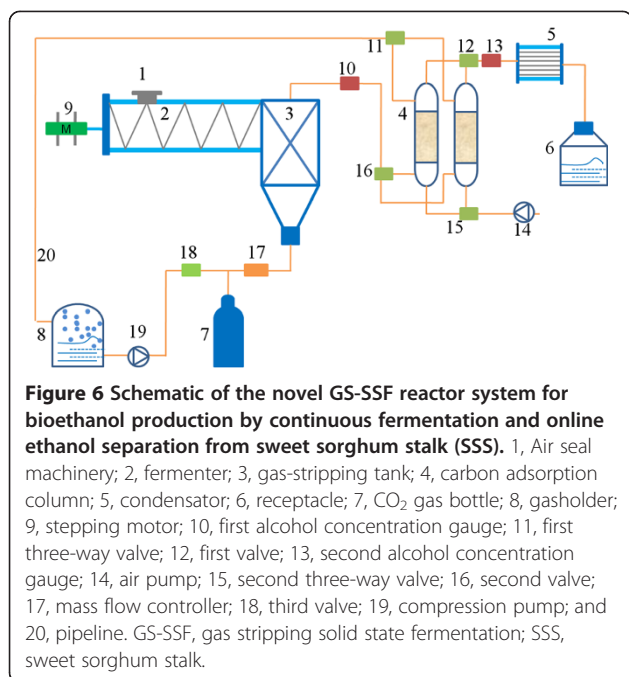 11
12
13
5
1
10
9
2
3
4
M
6
16
15
14
20
18
17
19
8
7
Figure 6 Schematic of the novel GS-SSF reactor system for
bioethanol production by continuous fermentation and online
ethanol separation from sweet sorghum stalk (SSS). 1, Air seal
machinery; 2, fermenter; 3, gas-stripping tank; 4, carbon adsorption
column; 5, condensator; 6, receptacle; 7, CO₂ gas bottle; 8, gasholder;
9, stepping motor; 10, first alcohol concentration gauge; 11, first
three-way valve; 12, first valve; 13, second alcohol concentration
gauge; 14, air pump; 15, second three-way valve; 16, second valve;
17, mass flow controller; 18, third valve; 19, compression pump; and
20, pipeline. GS-SSF, gas stripping solid state fermentation; SSS,
sweet sorghum stalk.